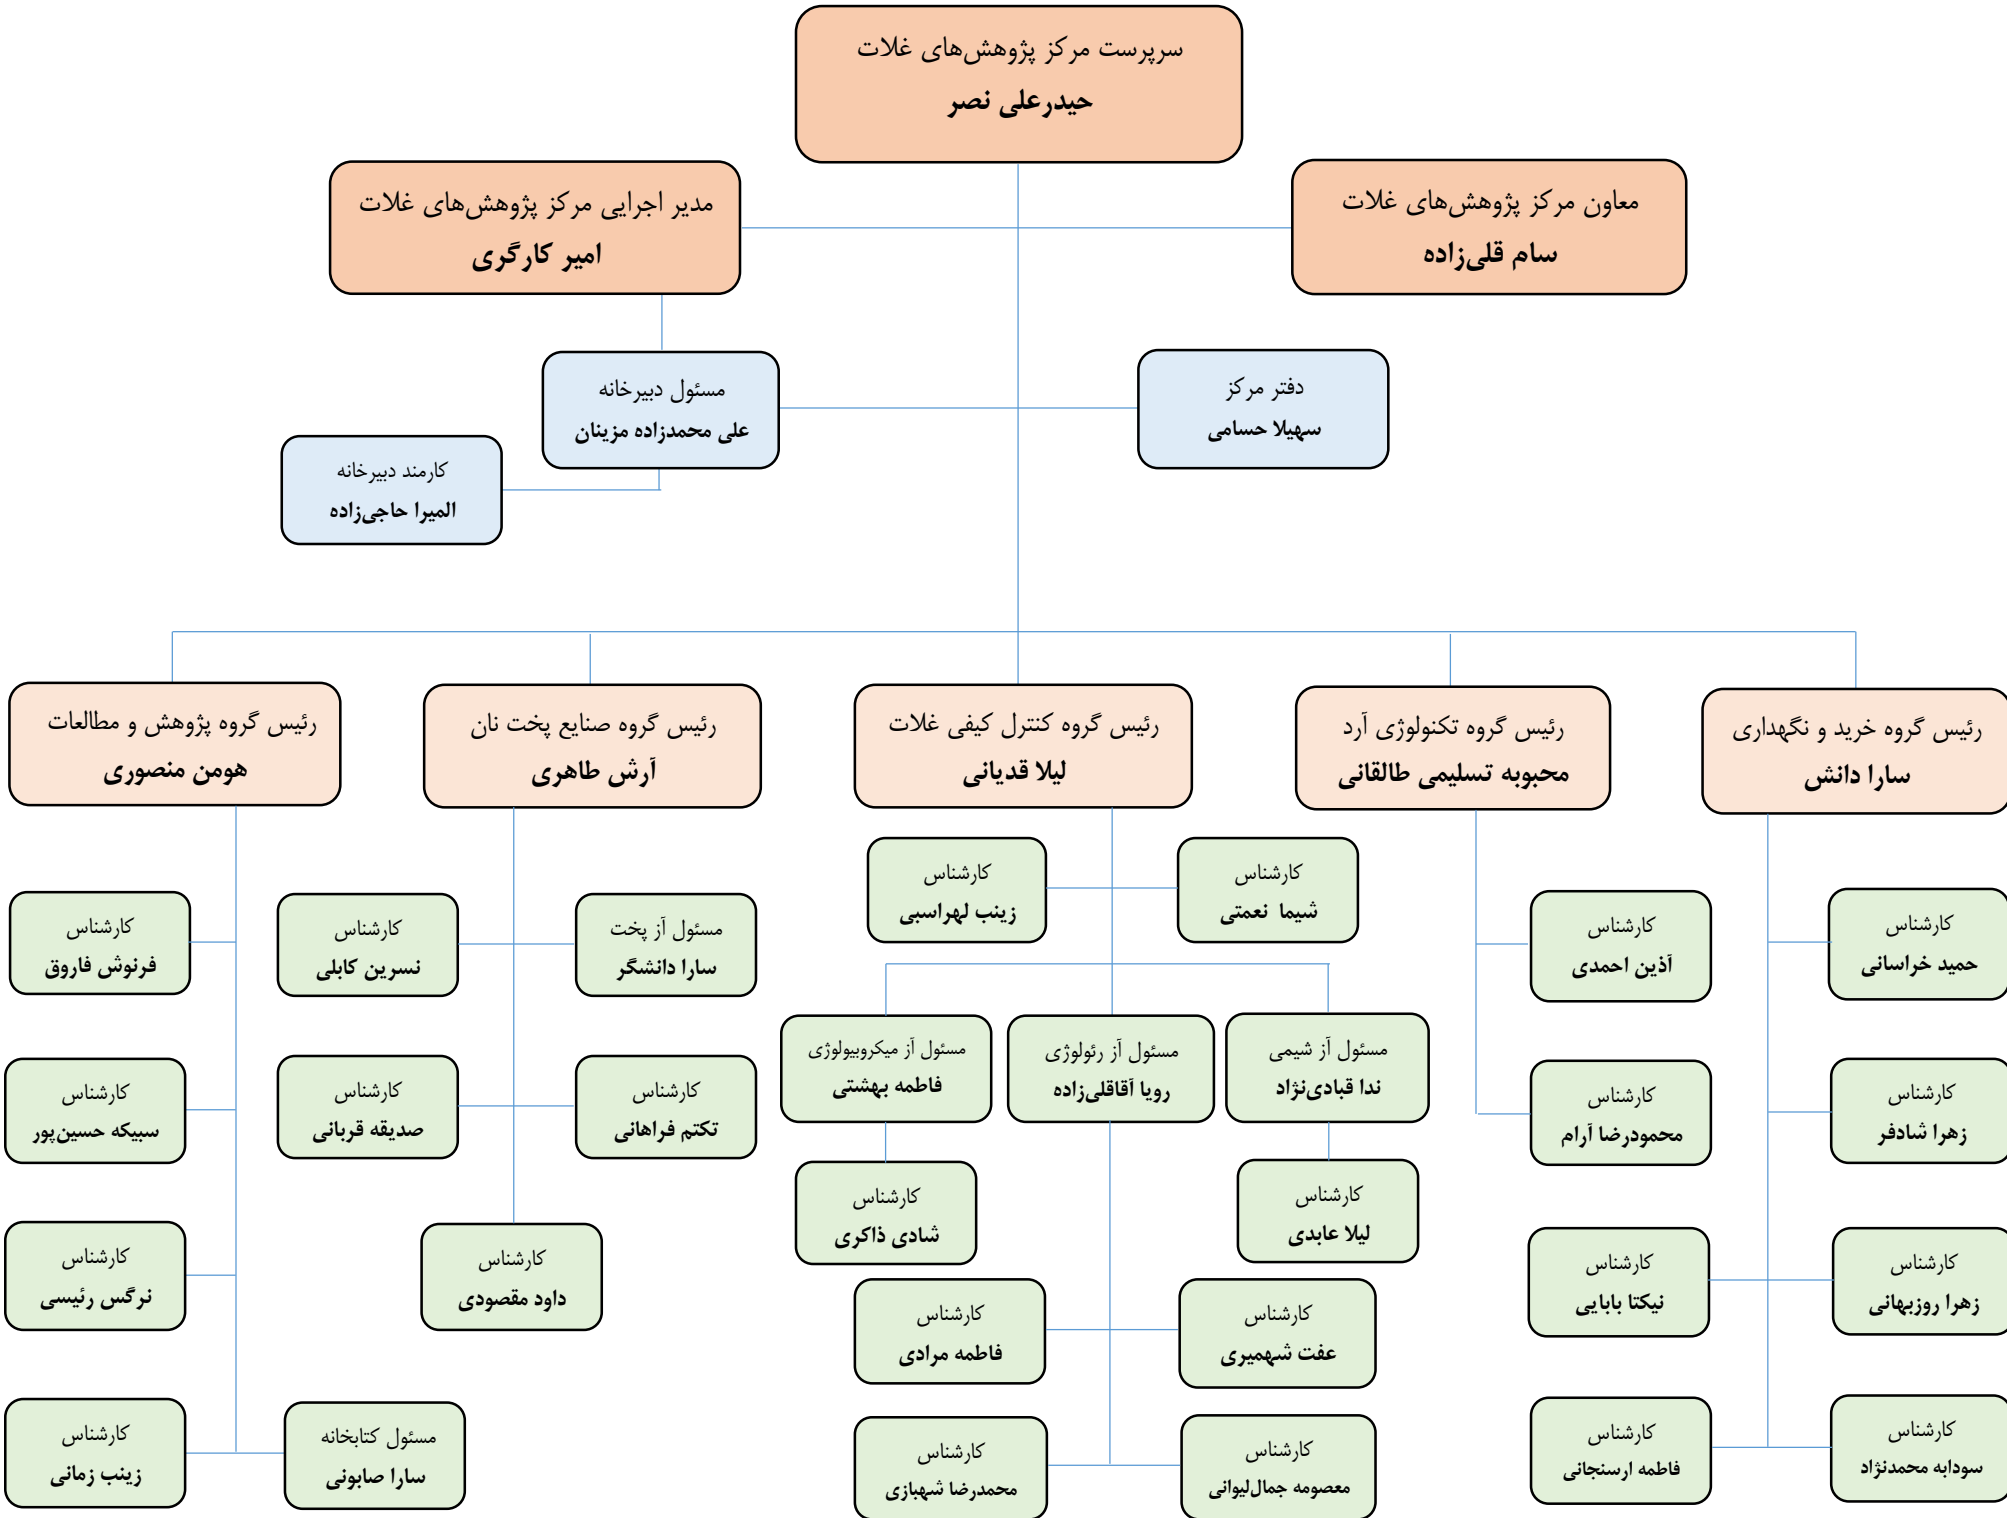 سرپرست مرکز پژوهش‌های غلات
حیدرعلی نصر
معاون مرکز پژوهش‌های غلات
سام قلی‌زاده
مدیر اجرایی مرکز پژوهش‌های غلات
امیر کارگری
دفتر مرکز
سهیلا حسامی
مسئول دبیرخانه
علی محمدزاده مزینان
کارمند دبیرخانه
المیرا حاجی‌زاده
رئیس گروه خرید و نگهداری
سارا دانش
رئیس گروه تکنولوژی آرد
محبوبه تسلیمی طالقانی
رئیس گروه کنترل کیفی غلات
لیلا قدیانی
رئیس گروه صنایع پخت نان
آرش طاهری
رئیس گروه پژوهش و مطالعات
هومن منصوری
کارشناس
حمید خراسانی
کارشناس
زهرا شادفر
کارشناس
زهرا روزبهانی
کارشناس
نیکتا بابایی
کارشناس
سودابه محمدنژاد
کارشناس
فاطمه ارسنجانی
کارشناس
آذین احمدی
کارشناس
محمودرضا آرام
کارشناس
شیما نعمتی
کارشناس
زینب لهراسبی
مسئول آز شیمی
ندا قبادی‌نژاد
مسئول آز رئولوژی
رویا آقاقلی‌زاده
مسئول آز میکروبیولوژی
فاطمه بهشتی
کارشناس
لیلا عابدی
کارشناس
شادی ذاکری
کارشناس
عفت شهمیری
کارشناس
فاطمه مرادی
کارشناس
معصومه جمال‌لیوانی
کارشناس
محمدرضا شهبازی
مسئول آز پخت
سارا دانشگر
کارشناس
نسرین کابلی
کارشناس
تکتم فراهانی
کارشناس
صدیقه قربانی
کارشناس
داود مقصودی
کارشناس
فرنوش فاروق
کارشناس
سبیکه حسین‌پور
کارشناس
نرگس رئیسی
مسئول کتابخانه
سارا صابونی
کارشناس
زینب زمانی